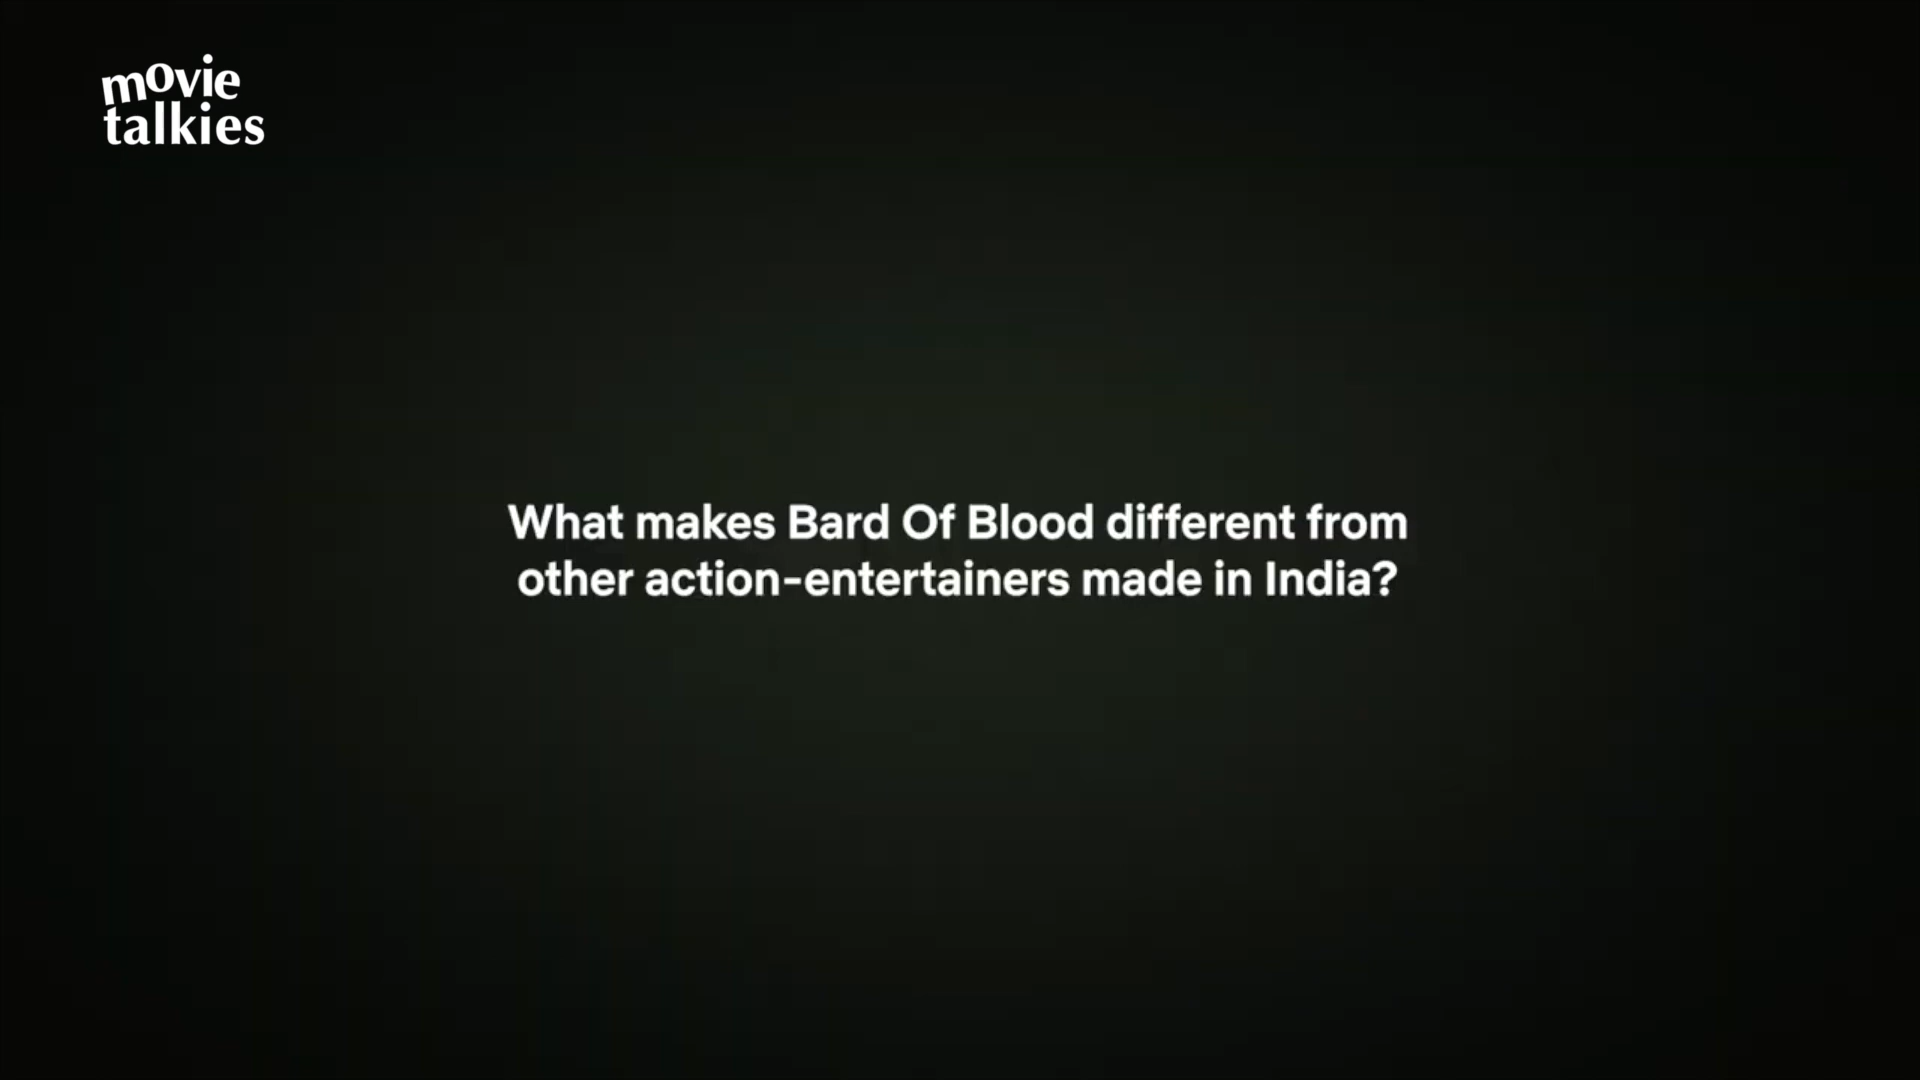 movie
talkies
What makes Bard Of Blood different from
other action-entertainers made in India?